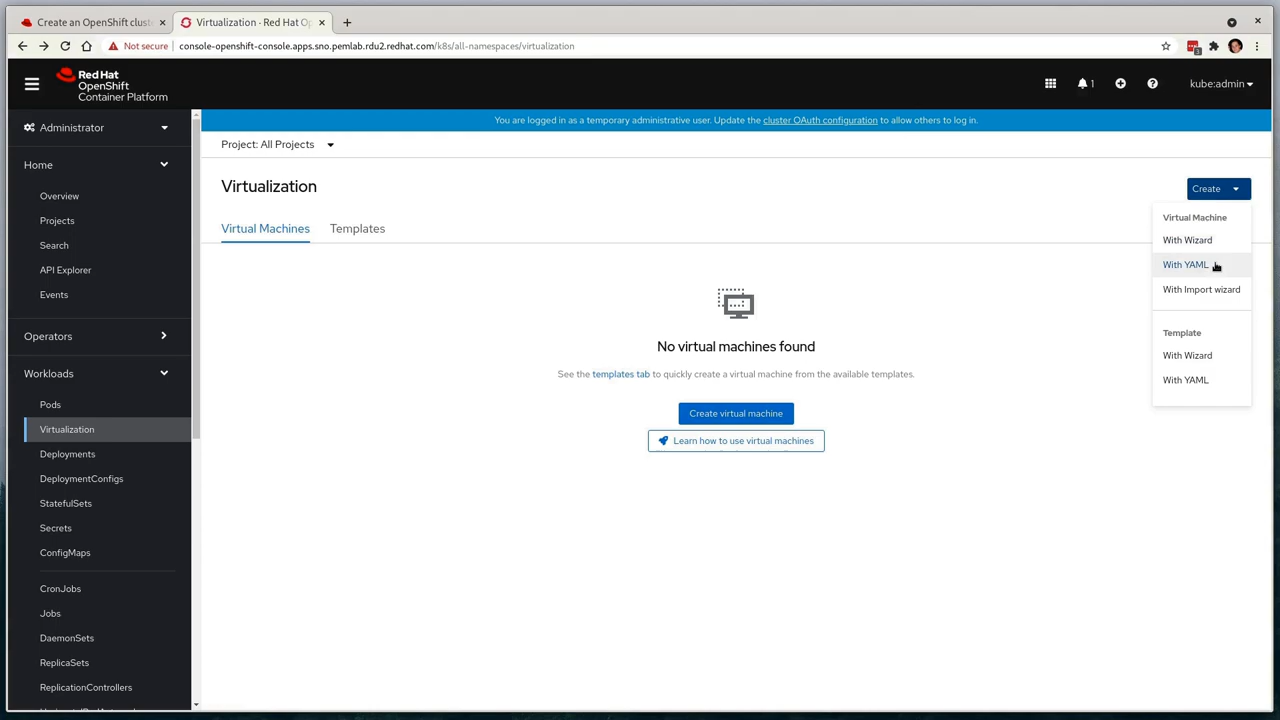 Create an OpenShift clust
Virtualization · Red Hat O
Not secure
console-openshift-console.apps.sno.pemlab.rdu2.redhat.com/k8s/all-namespaces/virtualization
Red Hat
OpenShift
Container Platform
1
kube:admin
You are logged in as a temporary administrative user. Update the cluster OAuth configuration to allow others to log in.
Administrator
Home
Overview
Projects
Search
API Explorer
Events
Operators
Workloads
Pods
Virtualization
Deployments
DeploymentConfigs
StatefulSets
Secrets
ConfigMaps
CronJobs
Jobs
DaemonSets
ReplicaSets
ReplicationControllers
Project: All Projects
Virtualization
Create
Virtual Machines
Templates
Virtual Machine
With Wizard
With YAML
With Import wizard
Template
With Wizard
With YAML
No virtual machines found
See the templates tab to quickly create a virtual machine from the available templates.
Create virtual machine
Learn how to use virtual machines